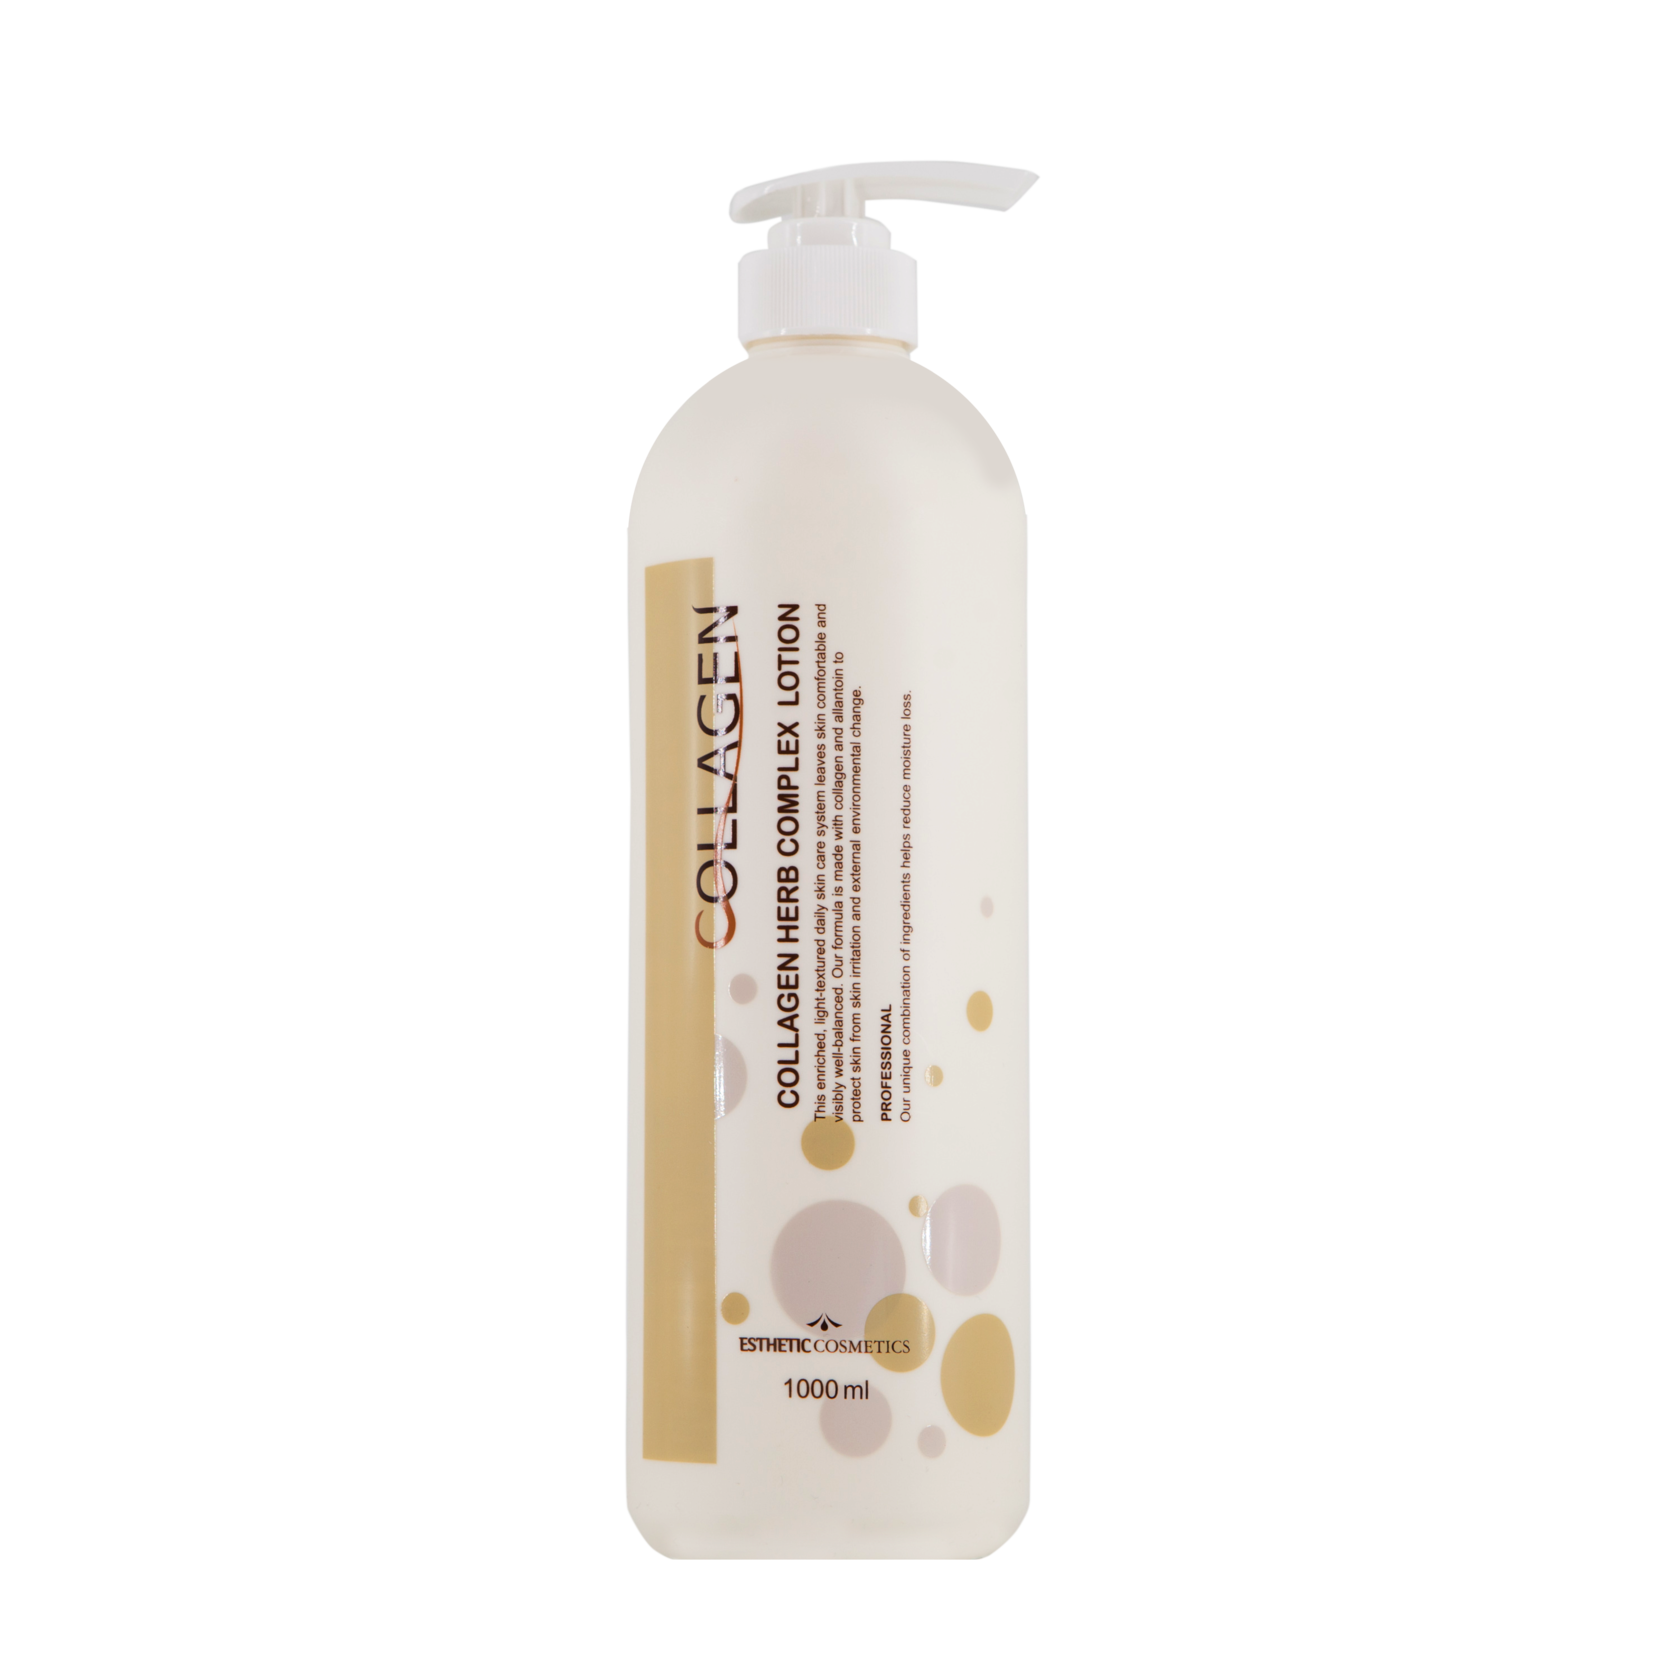 COLLAGEN
COLLAGEN HERB COMPLEX LOTION
This enriched, light-textured daily skin care system leaves skin comfortable and
visibly well-balanced. Our formula is made with collagen and allantoin to
protect skin from skin irritation and external environmental change.
PROFESSIONAL
Our unique combination of ingredients helps reduce moisture loss.
ESTHETIC COSMETICS
1000 ml